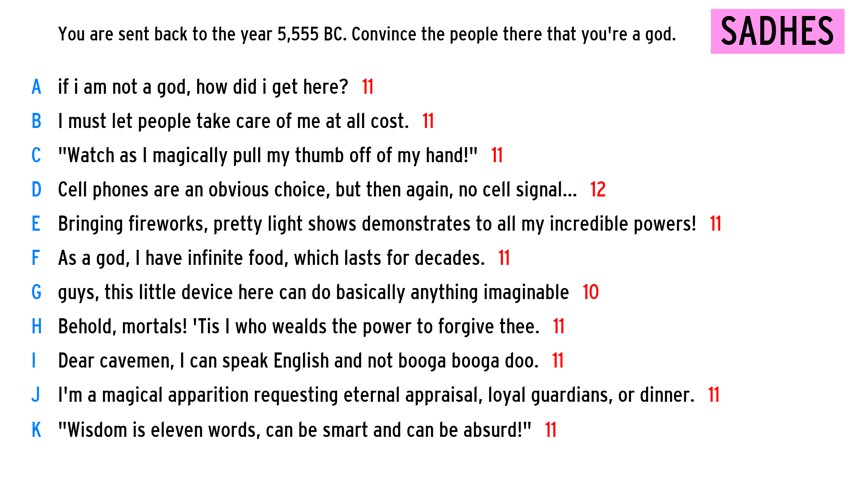 You are sent back to the year 5,555 BC. Convince the people there that you're a god.
SADHES
A if i am not a god, how did i get here? 11
B I must let people take care of me at all cost. 11
C "Watch as I magically pull my thumb off of my hand!" 11
D Cell phones are an obvious choice, but then again, no cell signal... 12
E Bringing fireworks, pretty light shows demonstrates to all my incredible powers! 11
F As a god, I have infinite food, which lasts for decades. 11
G guys, this little device here can do basically anything imaginable 10
H Behold, mortals! 'Tis I who wealds the power to forgive thee. 11
I Dear cavemen, I can speak English and not booga booga doo. 11
J I'm a magical apparition requesting eternal appraisal, loyal guardians, or dinner. 11
K "Wisdom is eleven words, can be smart and can be absurd!" 11